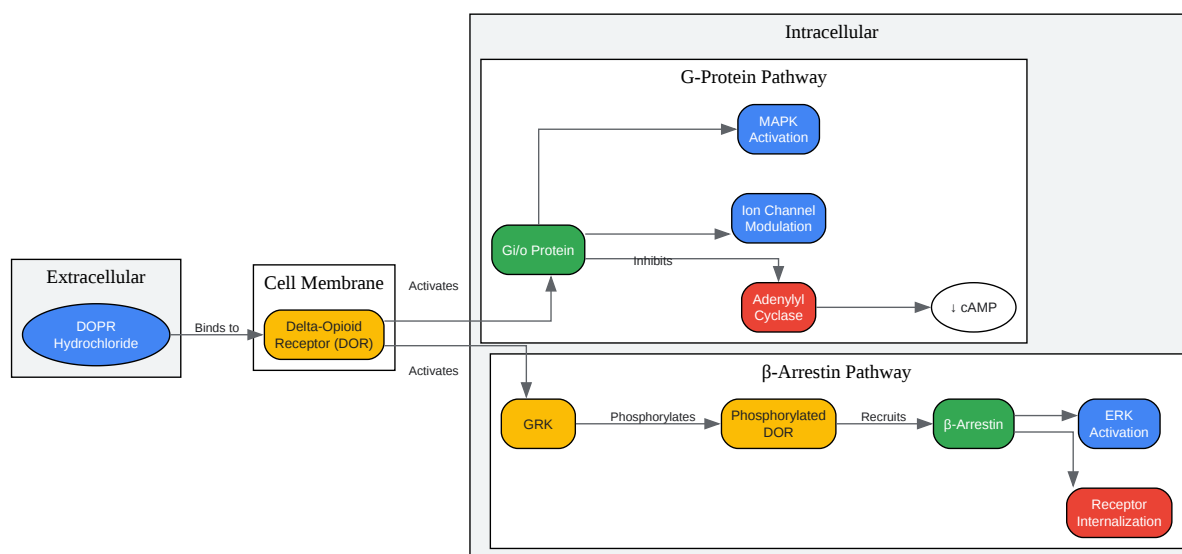 Intracellular
G-Protein Pathway
MAPK
Activation
Ion Channel
Modulation
Gi/o Protein
Inhibits
Extracellular
Cell Membrane
Activates
Adenylyl
Cyclase
↓ cAMP
DOPR
Hydrochloride
Binds to
Delta-Opioid
Receptor (DOR)
Activates
β-Arrestin Pathway
GRK
Phosphorylates
Phosphorylated
DOR
Recruits
β-Arrestin
ERK
Activation
Receptor
Internalization